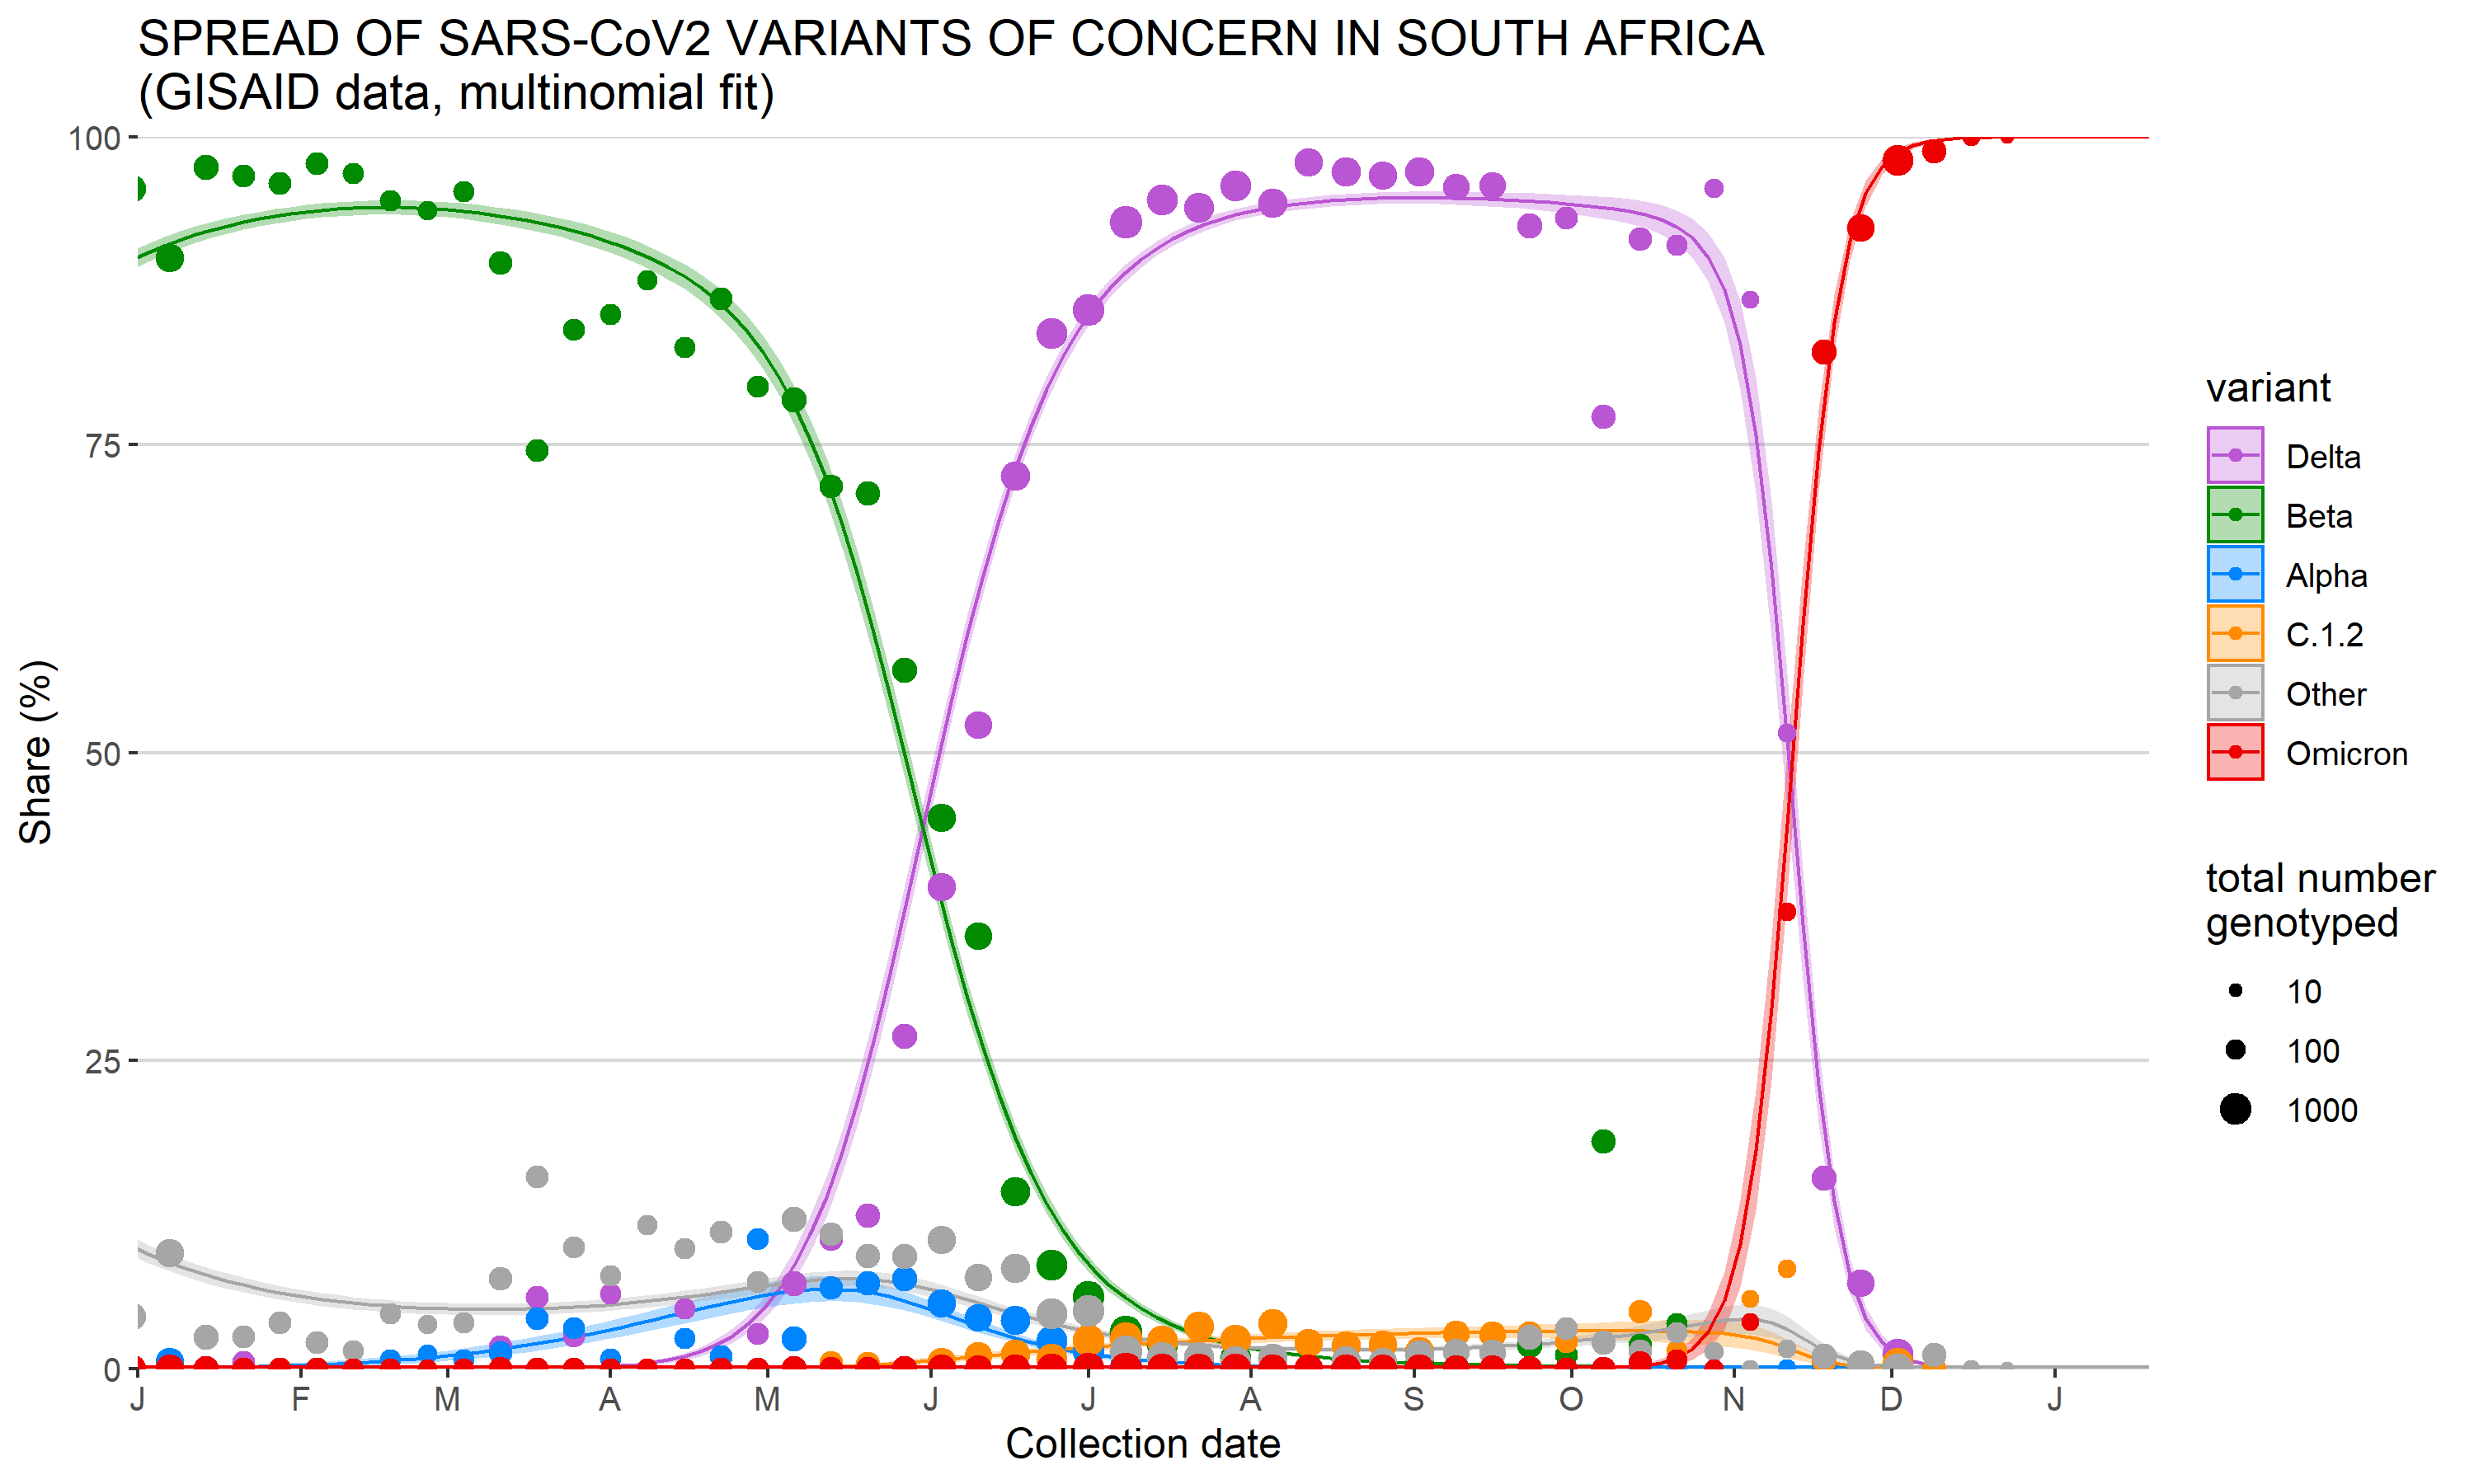 SPREAD OF SARS-CoV2 VARIANTS OF CONCERN IN SOUTH AFRICA
(GISAID data, multinomial fit)
100
75
50
25
0
Share (%)
J F M A M J J A S O N D J
Collection date
variant
Delta
Beta
Alpha
C.1.2
Other
Omicron
total number
genotyped
10
100
1000